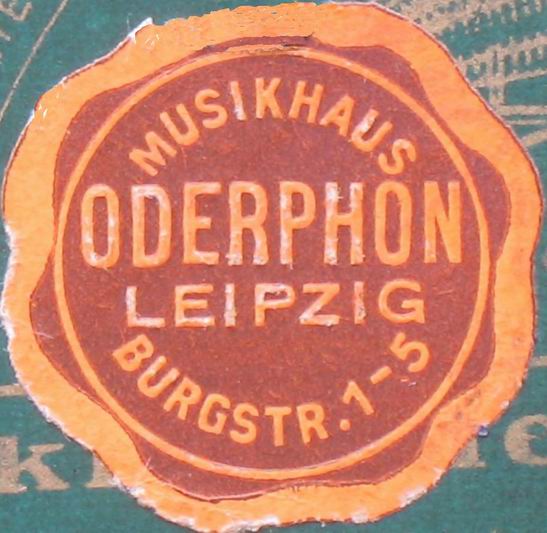 MUSIKHAUS
ODERPHON
LEIPZIG
BURGSTR. 1-5